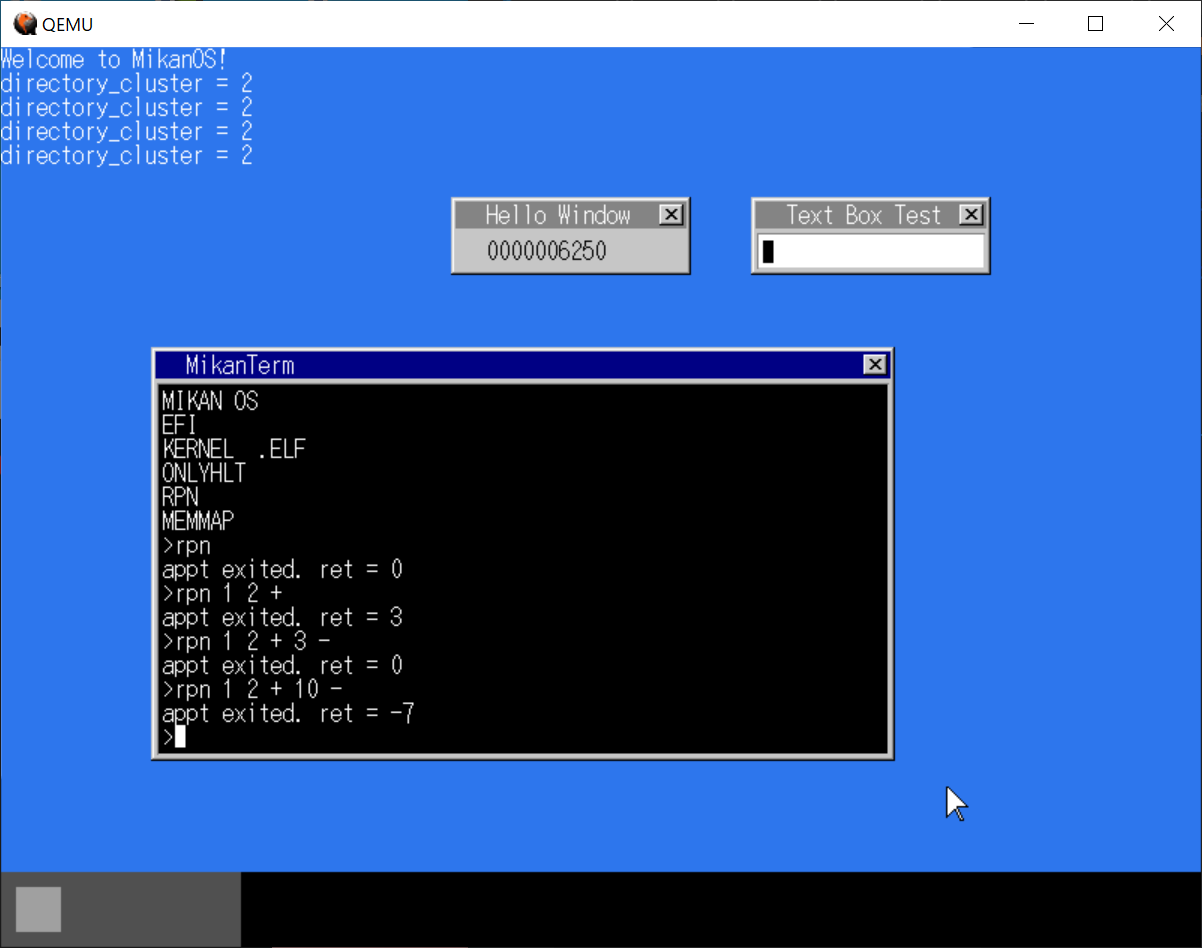 QEMU
Welcome to MikanOS!
directory_cluster = 2
directory_cluster = 2
directory_cluster = 2
directory_cluster = 2
Hello Window
0000006250
Text Box Test
MikanTerm
MIKAN OS
EFI
KERNEL  .ELF
ONLYHLT
RPN
MEMMAP
>rpn
appt exited. ret = 0
>rpn 1 2 +
appt exited. ret = 3
>rpn 1 2 + 3 -
appt exited. ret = 0
>rpn 1 2 + 10 -
appt exited. ret = -7
>